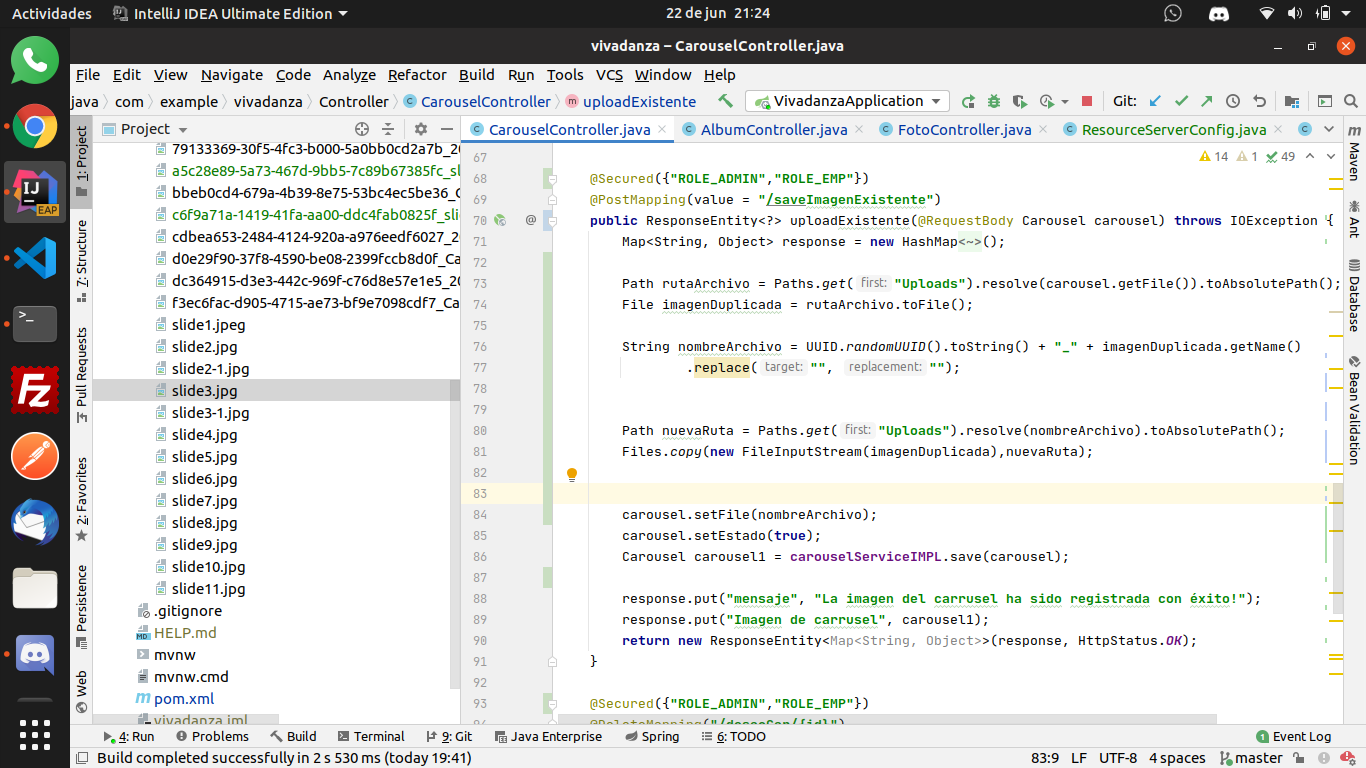 Actividades IntelliJ IDEA Ultimate Edition 22 de jun 21:24
vivadanza – CarouselController.java
File Edit View Navigate Code Analyze Refactor Build Run Tools VCS Window Help
java com example vivadanza Controller CarouselController uploadExistente VivadanzaApplication Git:
Project
CarouselController.java AlbumController.java FotoController.java ResourceServerConfig.java
1: Project
7: Structure
Pull Requests
2: Favorites
Persistence
Web
79133369-30f5-4fc3-b000-5a0bb0cd2a7b_20
a5c28e89-5a73-467d-9bb5-7c89b67385fc_sl
bbeb0cd4-679a-4b39-8e75-53bc4ec5be36_C
c6f9a71a-1419-41fa-aa00-ddc4fab0825f_slid
cdbea653-2484-4124-920a-a976eedf6027_2
d0e29f90-37f8-4590-be08-2399fccb8d0f_Ca
dc364915-d3e3-442c-969f-c76d8e57e1e5_20
f3ec6fac-d905-4715-ae73-bf9e7098cdf7_Ca
slide1.jpeg
slide2.jpg
slide2-1.jpg
slide3.jpg
slide3-1.jpg
slide4.jpg
slide5.jpg
slide6.jpg
slide7.jpg
slide8.jpg
slide9.jpg
slide10.jpg
slide11.jpg
.gitignore
HELP.md
mvnw
mvnw.cmd
pom.xml
vivadanza.iml
14 1 49
67
68 @Secured({"ROLE_ADMIN","ROLE_EMP"})
69 @PostMapping(value = "/saveImagenExistente")
70 @ public ResponseEntity<?> uploadExistente(@RequestBody Carousel carousel) throws IOException {
71 Map<String, Object> response = new HashMap<~>();
72
73 Path rutaArchivo = Paths.get( first: "Uploads").resolve(carousel.getFile()).toAbsolutePath();
74 File imagenDuplicada = rutaArchivo.toFile();
75
76 String nombreArchivo = UUID.randomUUID().toString() + "_" + imagenDuplicada.getName()
77 .replace( target: "", replacement: "");
78
79
80 Path nuevaRuta = Paths.get( first: "Uploads").resolve(nombreArchivo).toAbsolutePath();
81 Files.copy(new FileInputStream(imagenDuplicada),nuevaRuta);
82
83
84 carousel.setFile(nombreArchivo);
85 carousel.setEstado(true);
86 Carousel carousel1 = carouselServiceIMPL.save(carousel);
87
88 response.put("mensaje", "La imagen del carrusel ha sido registrada con éxito!");
89 response.put("Imagen de carrusel", carousel1);
90 return new ResponseEntity<Map<String, Object>>(response, HttpStatus.OK);
91 }
92
93 @Secured({"ROLE_ADMIN","ROLE_EMP"})
Maven
Ant
Database
Bean Validation
4: Run Problems Build Terminal 9: Git Java Enterprise Spring 6: TODO 1 Event Log
Build completed successfully in 2 s 530 ms (today 19:41) 83:9 LF UTF-8 4 spaces master